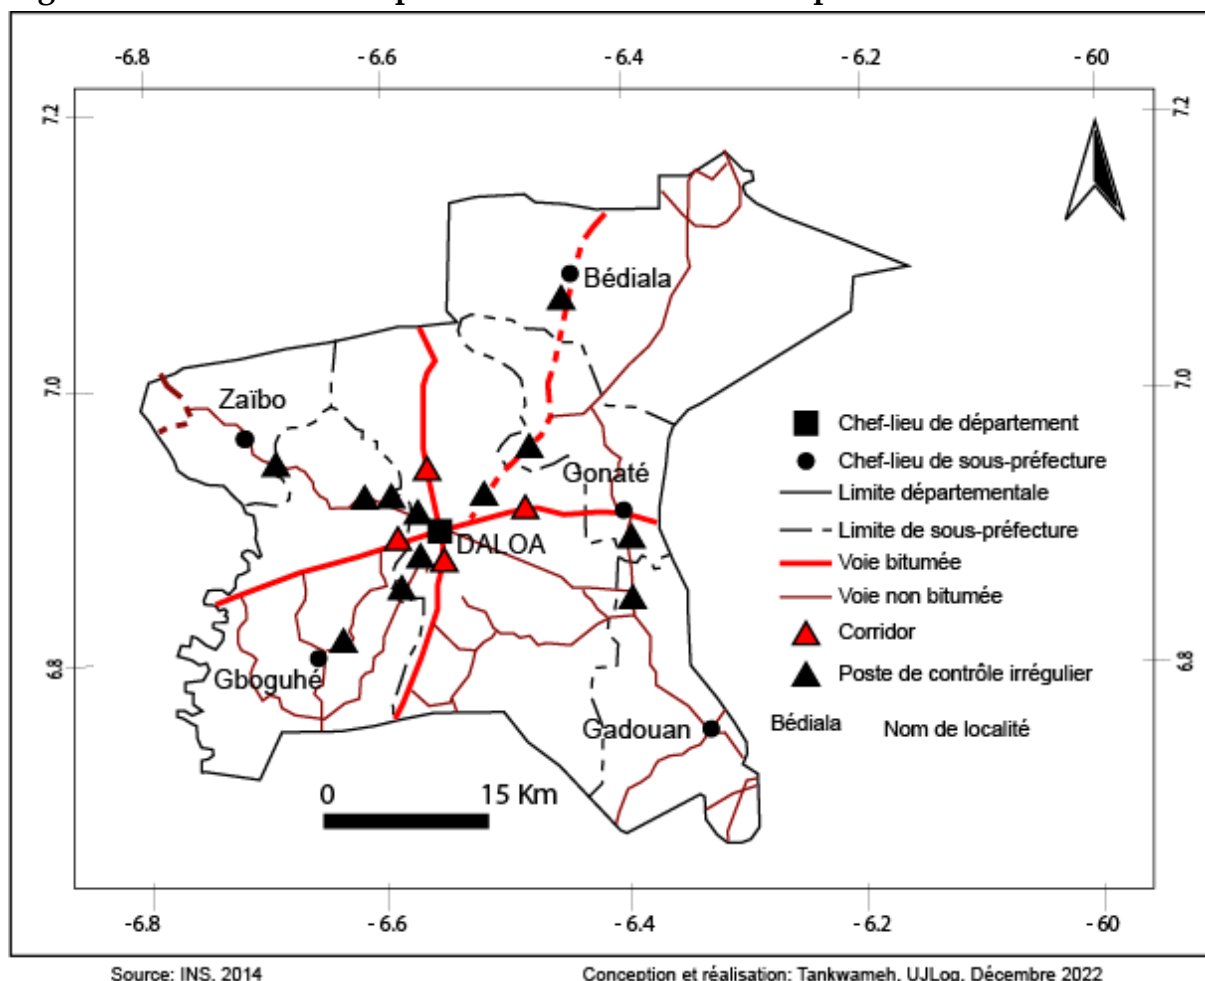 -6.8 -6.6 -6.4 -6.2 -60
7.2 7.2
Bédiala
7.0 7.0
Zaïbo
Gonaté
DALOA
Chef-lieu de département
Chef-lieu de sous-préfecture
Limite départementale
Limite de sous-préfecture
Voie bitumée
Voie non bitumée
Corridor
Poste de contrôle irrégulier
Bédiala Nom de localité
6.8 6.8
Gboguhé
Gadouan
0 15 Km
-6.8 -6.6 -6.4 -6.2 -60
Source: INS, 2014 Conception et réalisation: Tankwameh, UJLog, Décembre 2022